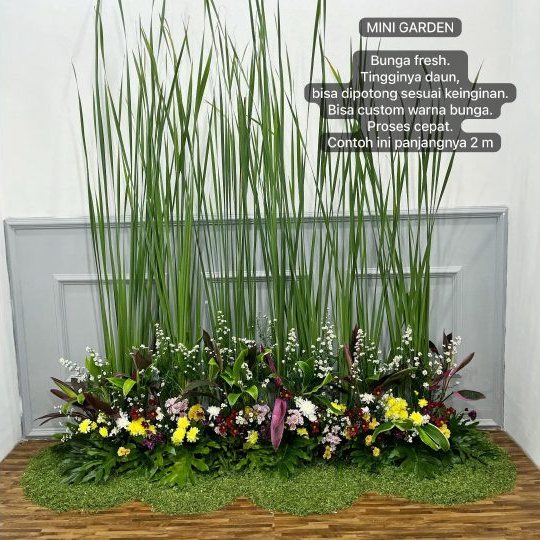 MINI GARDEN
Bunga fresh.
Tingginya daun,
bisa dipotong sesuai keinginan.
Bisa custom warna bunga.
Proses cepat.
Contoh ini panjangnya 2 m